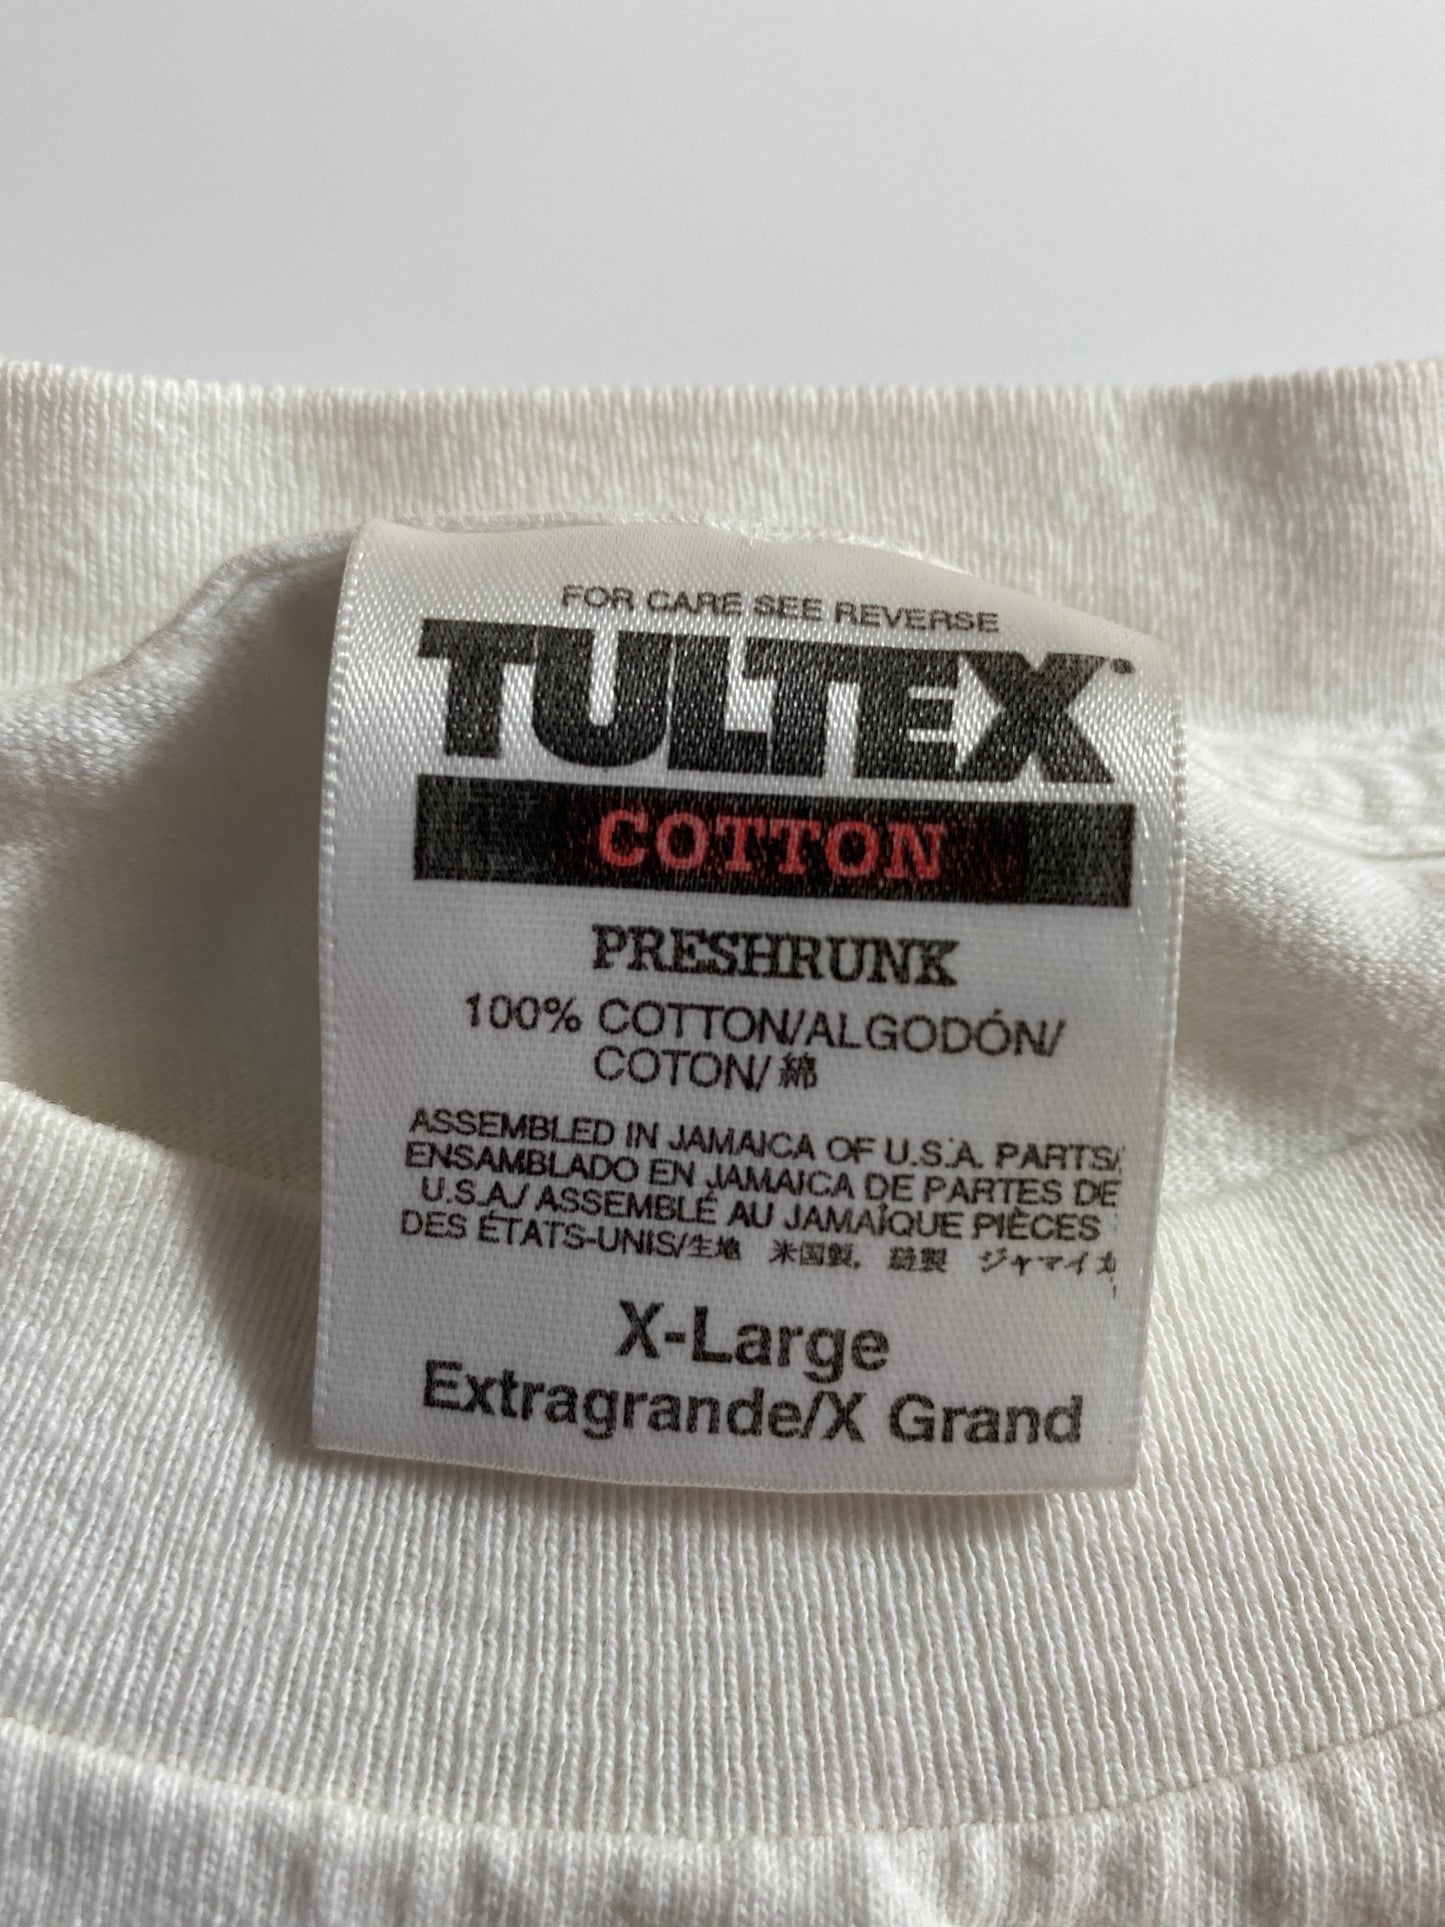 FOR CARE SEE REVERSE
TULTEX
COTTON
PRESHRUNK
100% COTTON/ALGODÓN/
COTON/綿
ASSEMBLED IN JAMAICA OF U.S.A. PARTS/
ENSAMBLADO EN JAMAICA DE PARTES DE
U.S.A/ ASSEMBLÉ AU JAMAÏQUE PIÈCES
DES ÉTATS-UNIS/生地 米国製, 縫製 ジャマイカ
X-Large
Extragrande/X Grand